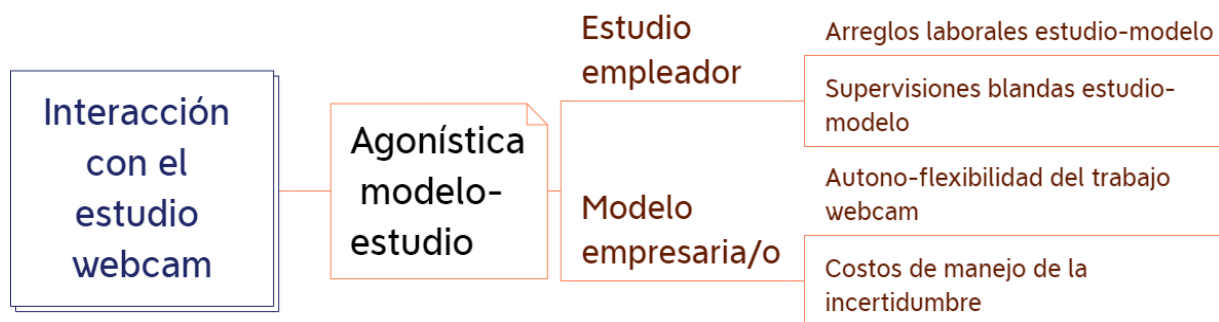 Interacción
con el
estudio
webcam
Agonística
modelo-
estudio
Estudio
empleador
Arreglos laborales estudio-modelo
Supervisiones blandas estudio-
modelo
Modelo
empresaria/o
Autono-flexibilidad del trabajo
webcam
Costos de manejo de la
incertidumbre